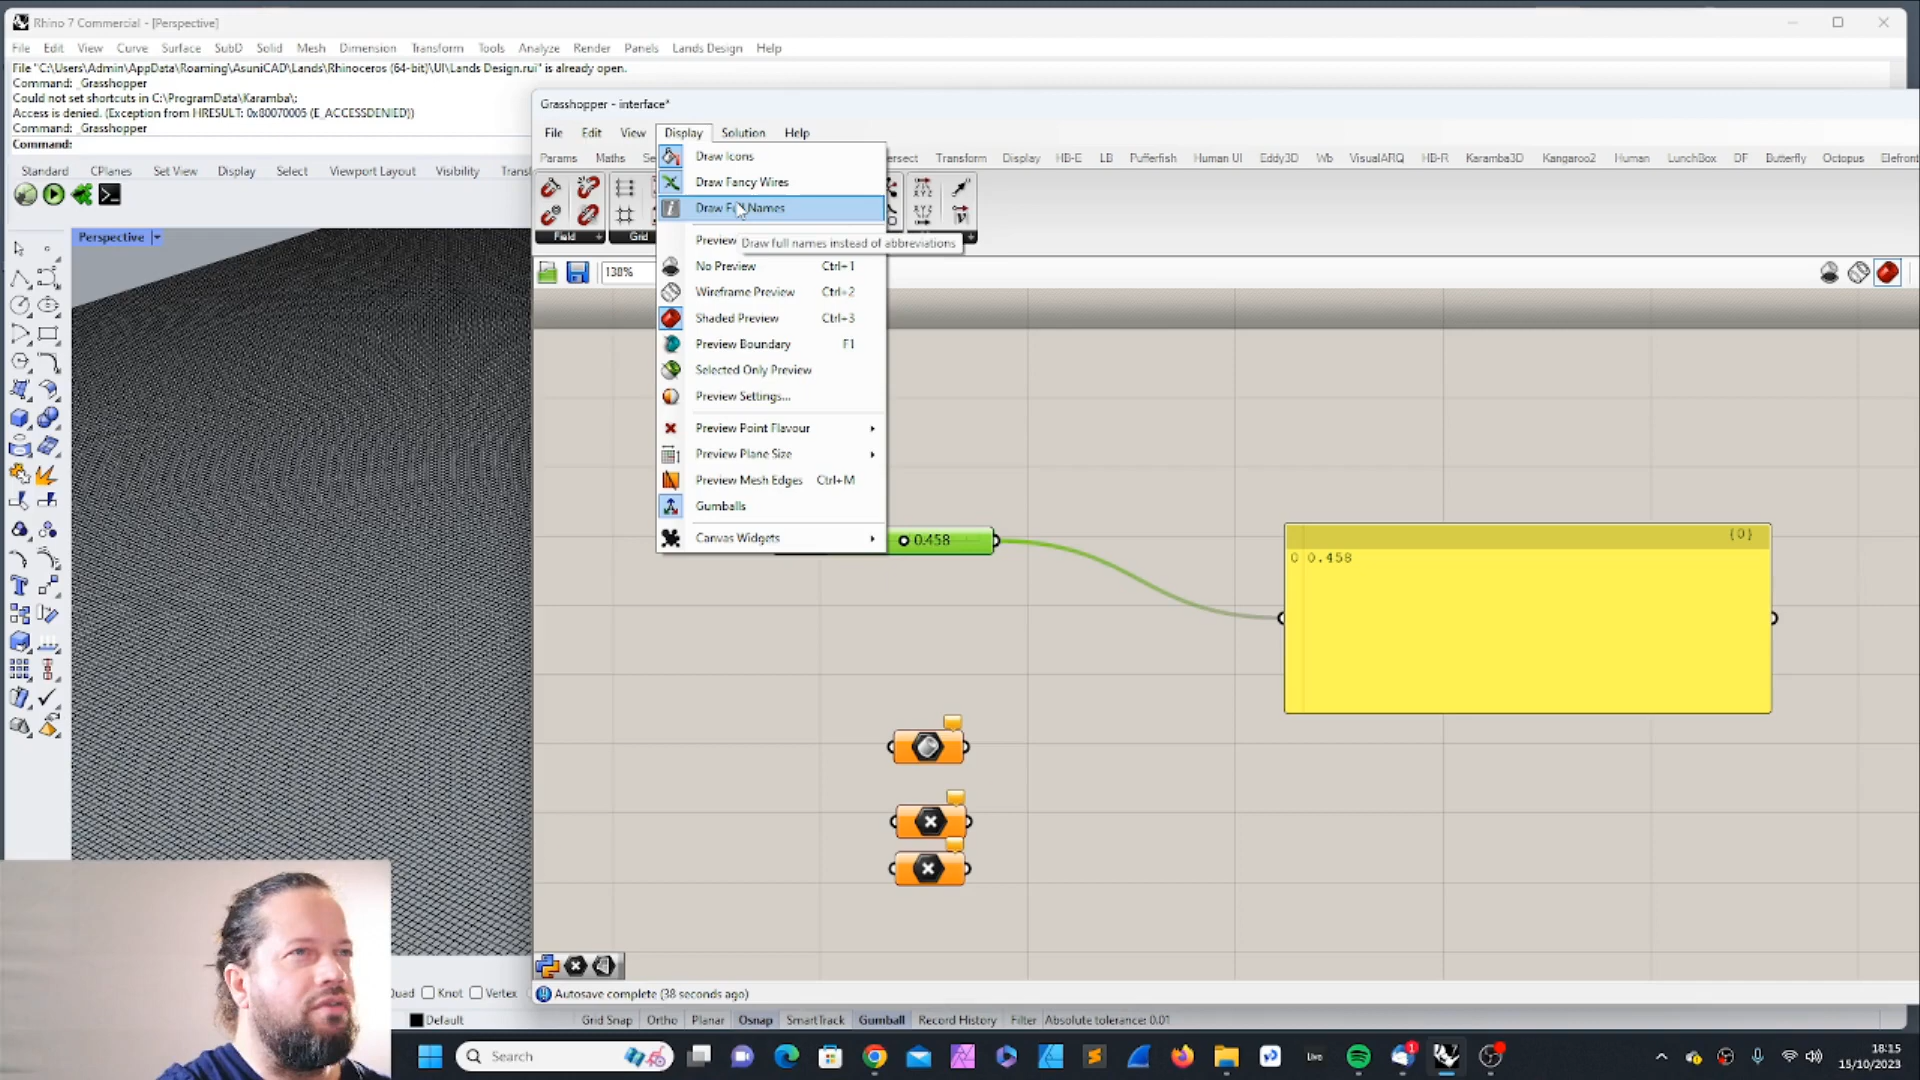 Rhino 7 Commercial - [Perspective]
File Edit View Curve Surface SubD Solid Mesh Dimension Transform Tools Analyze Render Panels Lands Design Help
File "C:\Users\Admin\AppData\Roaming\AsuniCAD\Lands\Rhinoceros (64-bit)\UI\Lands Design.rui" is already open.
Command: _Grasshopper
Could not set shortcuts in C:\ProgramData\Karamba\;
Access is denied. (Exception from HRESULT: 0x80070005 (E_ACCESSDENIED))
Command: _Grasshopper
Command:
Standard CPlanes Set View Display Select Viewport Layout Visibility
Perspective
Grasshopper - interface*
File Edit View Display Solution Help
Params Maths Transform Display HB-E LB Pufferfish Human UI Eddy3D Wb VisualARQ HB-R Karamba3D Kangaroo2 Human LunchBox DF Butterfly Octopus
Field
138%
Draw Icons
Draw Fancy Wires
Draw Full Names
Preview
Draw full names instead of abbreviations
No Preview Ctrl+1
Wireframe Preview Ctrl+2
Shaded Preview Ctrl+3
Preview Boundary F1
Selected Only Preview
Preview Settings...
Preview Point Flavour
Preview Plane Size
Preview Mesh Edges Ctrl+M
Gumballs
Canvas Widgets
0.458
{0}
0 0.458
Autosave complete (38 seconds ago)
Knot Vertex
Default Grid Snap Ortho Planar Osnap SmartTrack Gumball Record History Filter Absolute tolerance: 0.01
Search
Live
1
18:15
15/10/2023